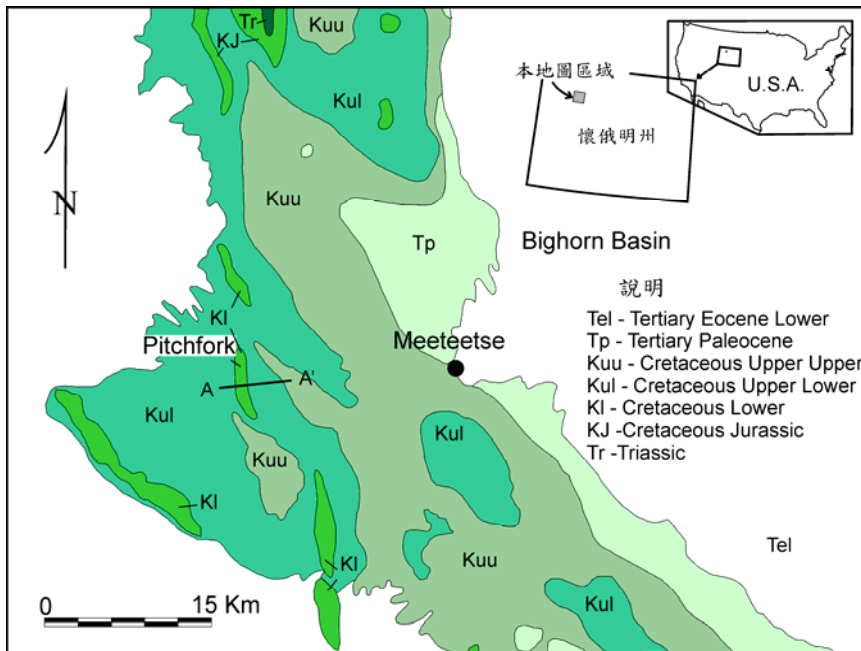 Tr
KJ
Kuu
Kul
本地圖區域
U.S.A.
懷俄明州
N
Kuu
Tp
Bighorn Basin
說明
Tel - Tertiary Eocene Lower
Tp - Tertiary Paleocene
Kuu - Cretaceous Upper Upper
Kul - Cretaceous Upper Lower
Kl - Cretaceous Lower
KJ -Cretaceous Jurassic
Tr -Triassic
Kl
Pitchfork
Meeteetse
A
A'
Kul
Kul
Kuu
Kl
Kl
Kuu
Tel
Kul
0
15 Km